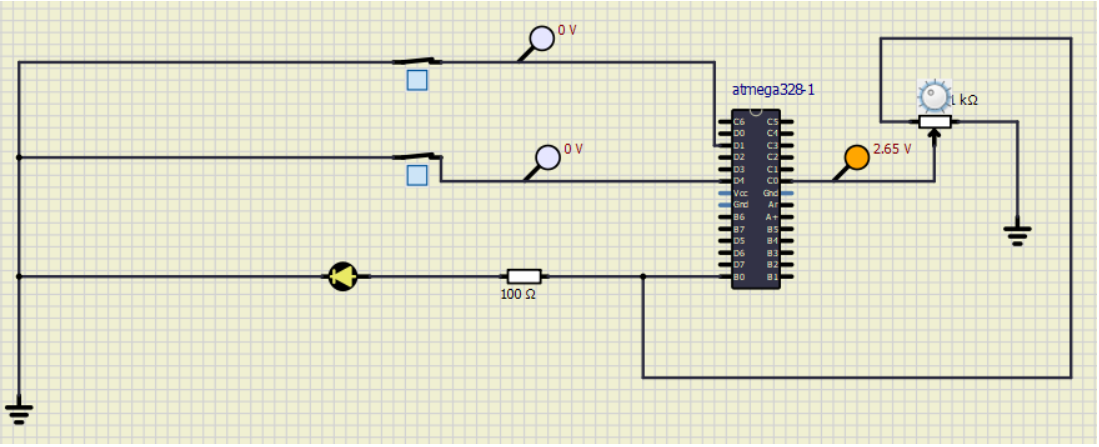 0 V
atmega328-1
1 kΩ
C6 C5
D0 C4
D1 C3
0 V
D2 C2
2.65 V
D3 C1
D4 C0
Vcc Gnd
Gnd Ar
B6 A+
B7 B5
D5 B4
D6 B3
D7 B2
B0 B1
100 Ω